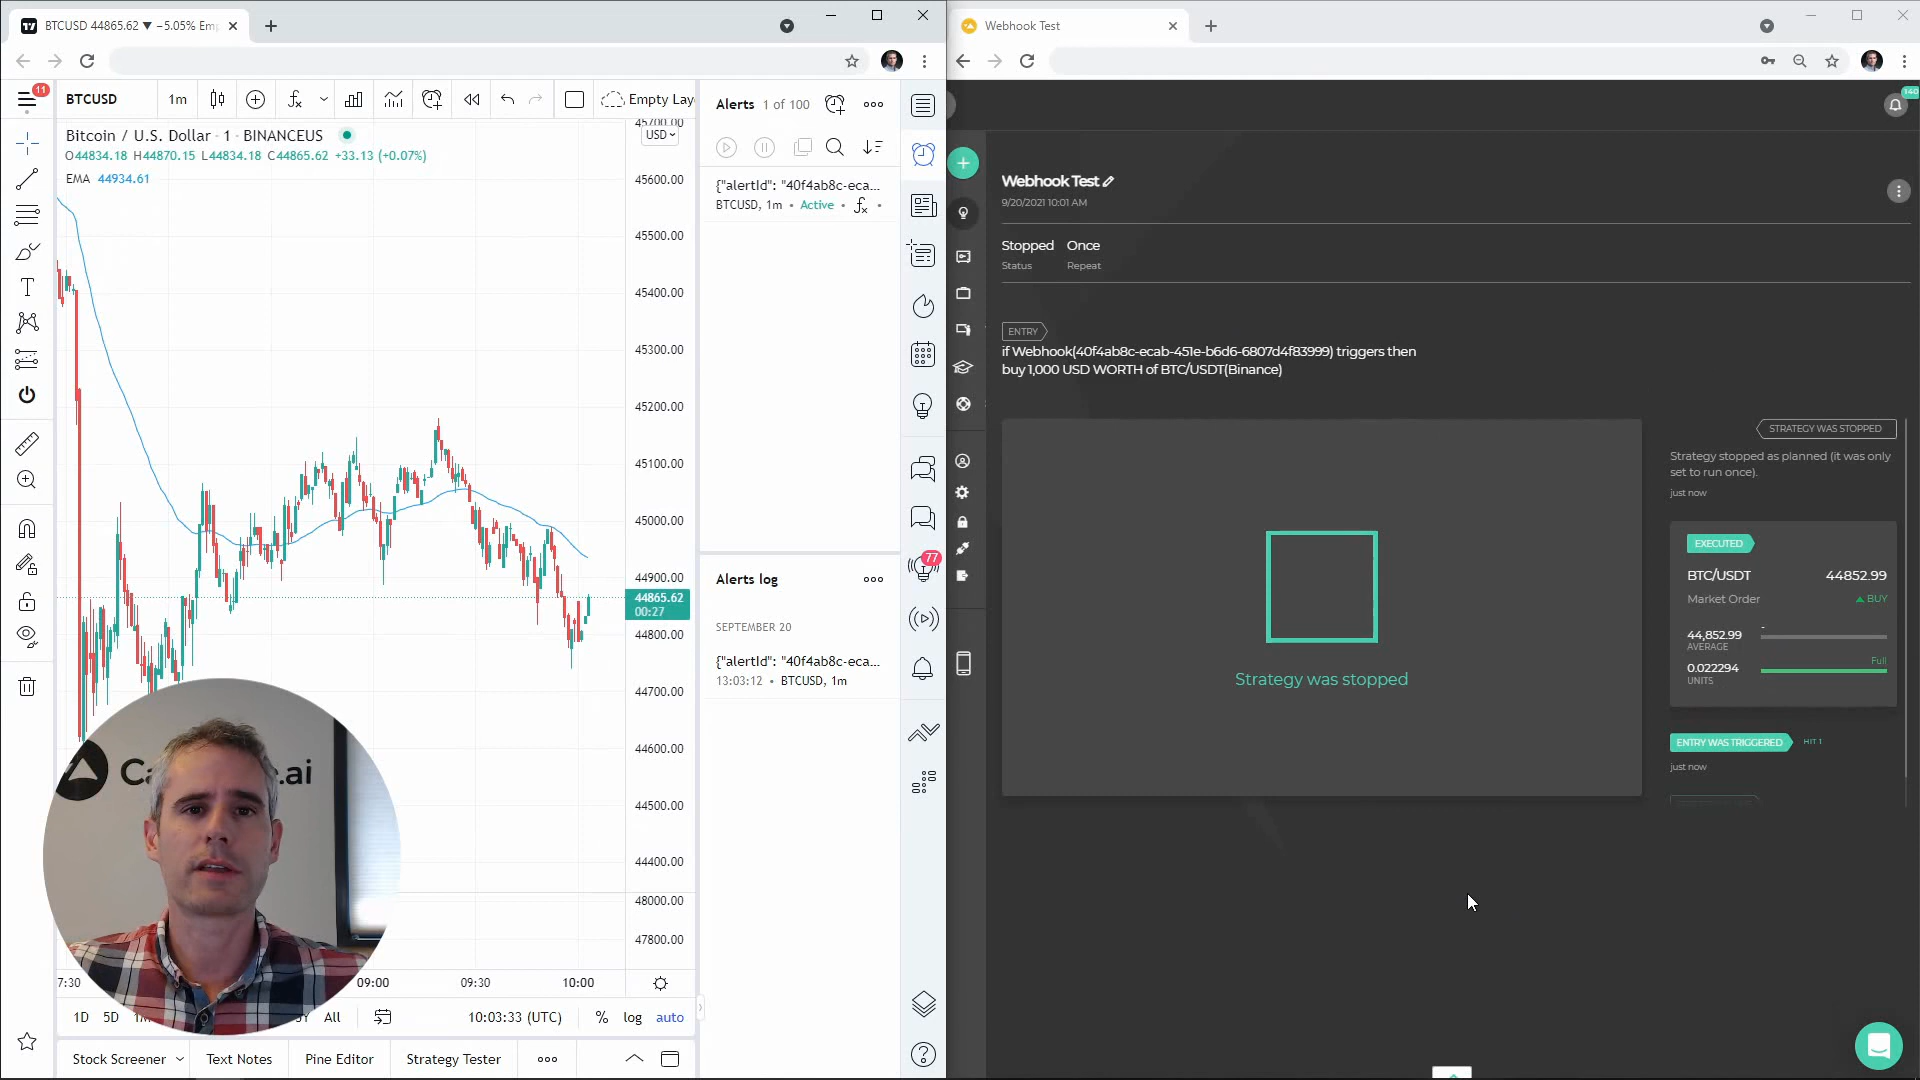 BTCUSD 44865.62 ▼ −5.05% Em
Webhook Test
11
BTCUSD
1m
Empty Lay
Alerts 1 of 100
140
Bitcoin / U.S. Dollar · 1 · BINANCEUS
O44834.18 H44870.15 L44834.18 C44865.62 +33.13 (+0.07%)
EMA 44934.61
45700.00
USD
45600.00
45500.00
45400.00
45300.00
45200.00
45100.00
45000.00
44900.00
44865.62
00:27
44800.00
44700.00
44600.00
44500.00
44400.00
48000.00
47800.00
7:30
09:00
09:30
10:00
1D 5D
All
10:03:33 (UTC)
% log auto
Stock Screener
Text Notes
Pine Editor
Strategy Tester
{"alertId": "40f4ab8c-eca...
BTCUSD, 1m • Active •
Alerts log
SEPTEMBER 20
{"alertId": "40f4ab8c-eca...
13:03:12 • BTCUSD, 1m
77
Webhook Test
9/20/2021 10:01 AM
Stopped Once
Status Repeat
ENTRY
if Webhook(40f4ab8c-ecab-451e-b6d6-6807d4f83999) triggers then
buy 1,000 USD WORTH of BTC/USDT(Binance)
Strategy was stopped
STRATEGY WAS STOPPED
Strategy stopped as planned (it was only
set to run once).
just now
EXECUTED
BTC/USDT 44852.99
Market Order ▲ BUY
44,852.99 -
AVERAGE
0.022294 Full
UNITS
ENTRY WAS TRIGGERED HIT 1
just now
.ai